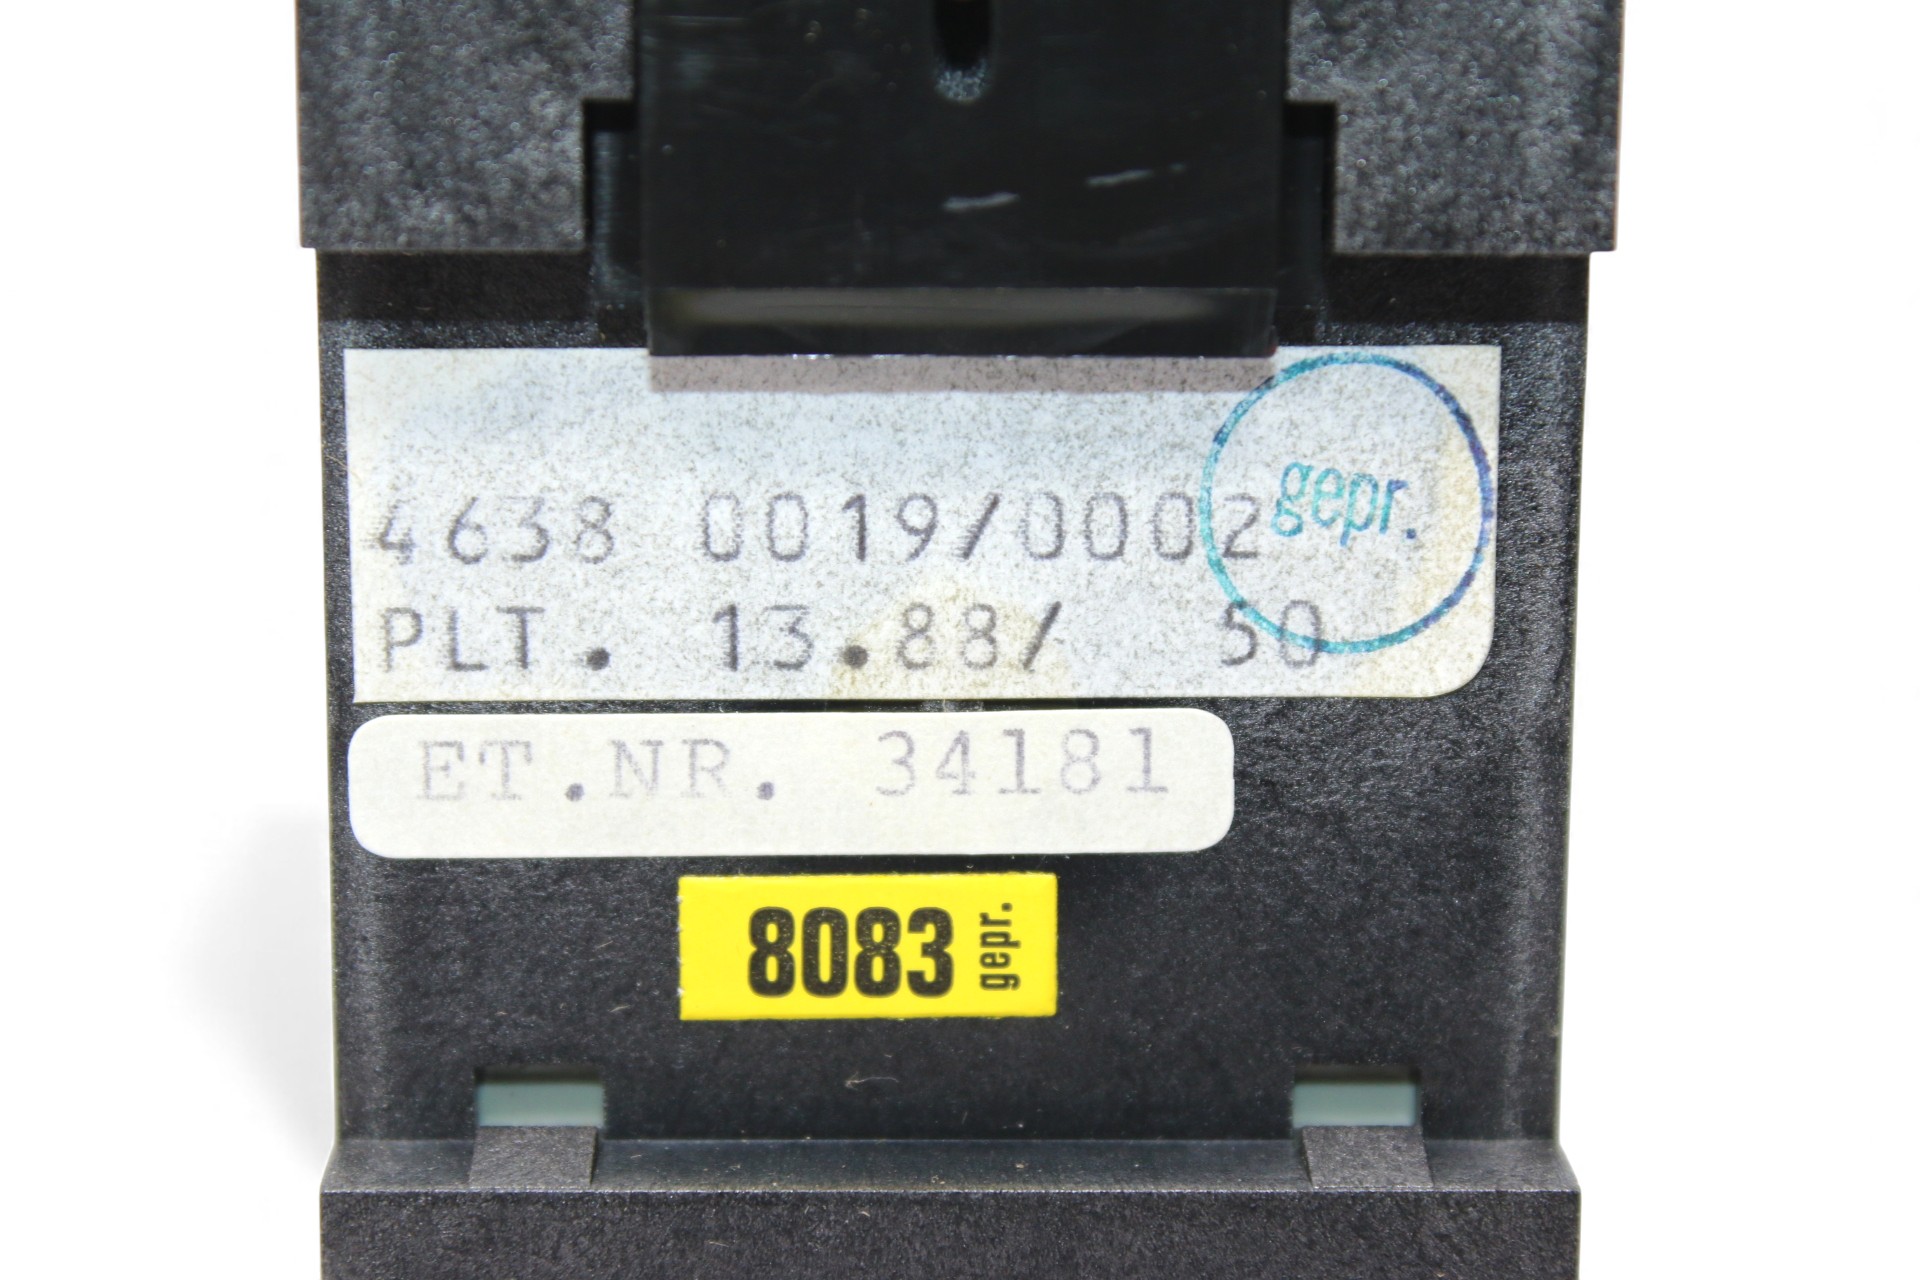 4638 0019/0002
gepr.
PLT. 13.88/ 50
ET.NR. 34181
8083 gepr.